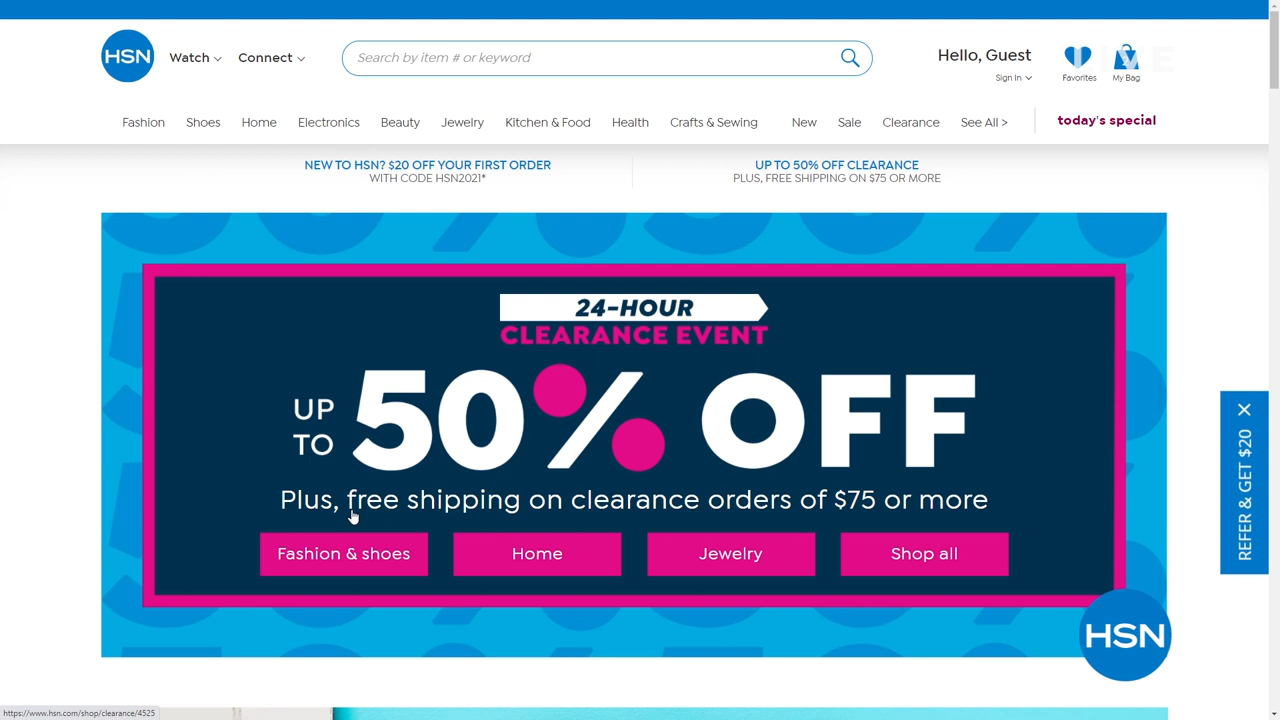 HSN
Watch
Connect
Search by item # or keyword
Hello, Guest
Sign In
Favorites
My Bag
Fashion
Shoes
Home
Electronics
Beauty
Jewelry
Kitchen & Food
Health
Crafts & Sewing
New
Sale
Clearance
See All >
today's special
NEW TO HSN? $20 OFF YOUR FIRST ORDER
WITH CODE HSN2021*
UP TO 50% OFF CLEARANCE
PLUS, FREE SHIPPING ON $75 OR MORE
24-HOUR
CLEARANCE EVENT
UP TO 50% OFF
Plus, free shipping on clearance orders of $75 or more
Fashion & shoes
Home
Jewelry
Shop all
REFER & GET $20
HSN
https://www.hsn.com/shop/clearance/4525